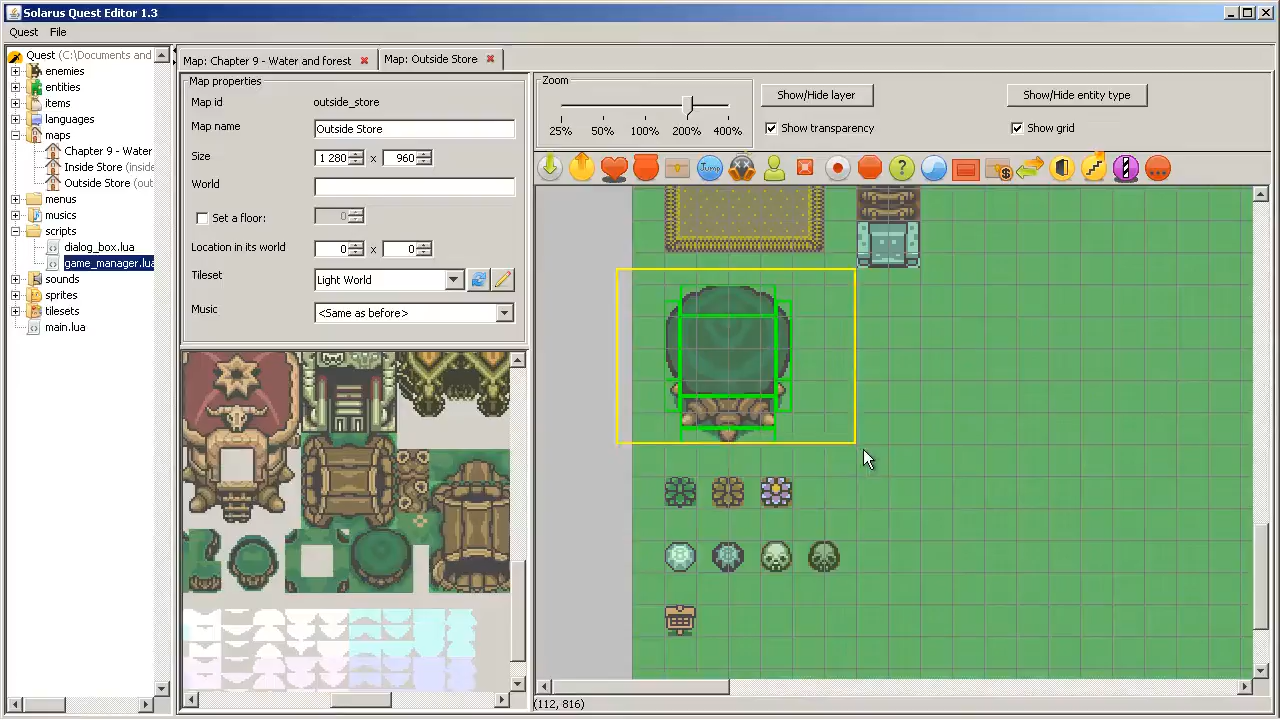 Solarus Quest Editor 1.3
Quest File
Quest (C:\Documents and
enemies
entities
items
languages
maps
Chapter 9 - Water
Inside Store (inside
Outside Store (out
menus
musics
scripts
dialog_box.lua
game_manager.lua
sounds
sprites
tilesets
main.lua
Map: Chapter 9 - Water and forest
Map: Outside Store
Map properties
Map id outside_store
Map name Outside Store
Size 1 280 x 960
World
Set a floor: 0
Location in its world 0 x 0
Tileset Light World
Music <Same as before>
Zoom
25% 50% 100% 200% 400%
Show/Hide layer
Show transparency
Show/Hide entity type
Show grid
Jump
?
$
...
(112, 816)